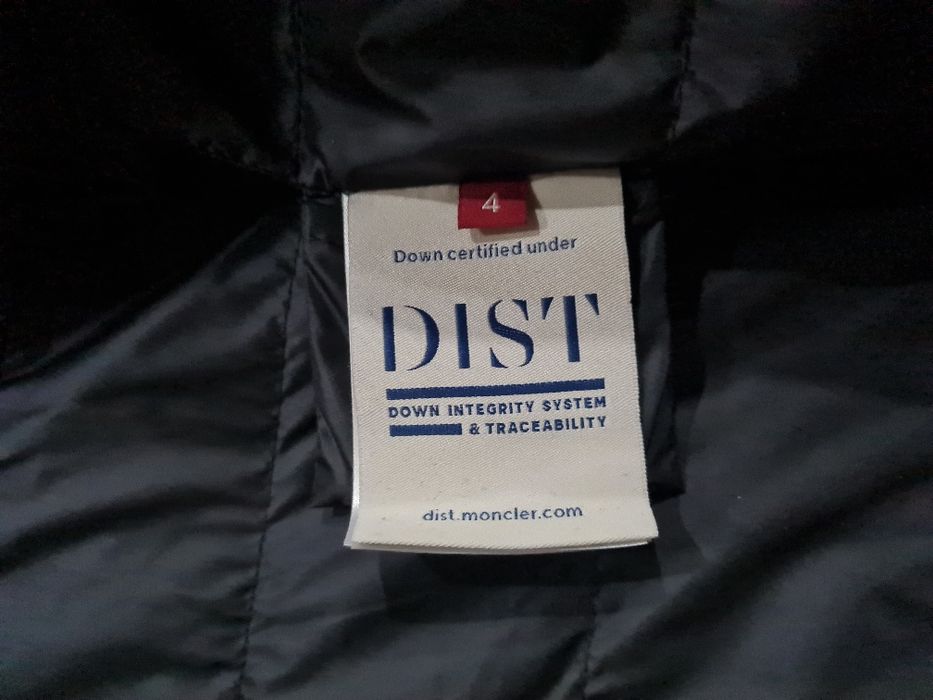 4
Down certified under
DIST
DOWN INTEGRITY SYSTEM
& TRACEABILITY
dist.moncler.com